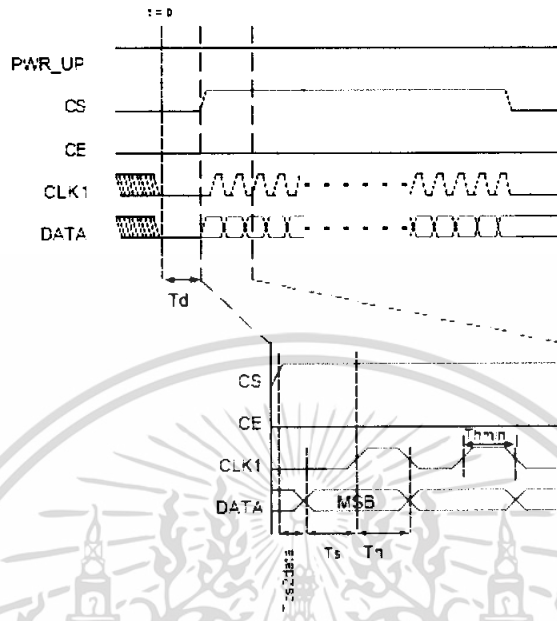 t = 0
PWR_UP
CS
CE
CLK1
DATA
Td
CS
CE
Thmin
CLK1
DATA
MSB
Ts
Th